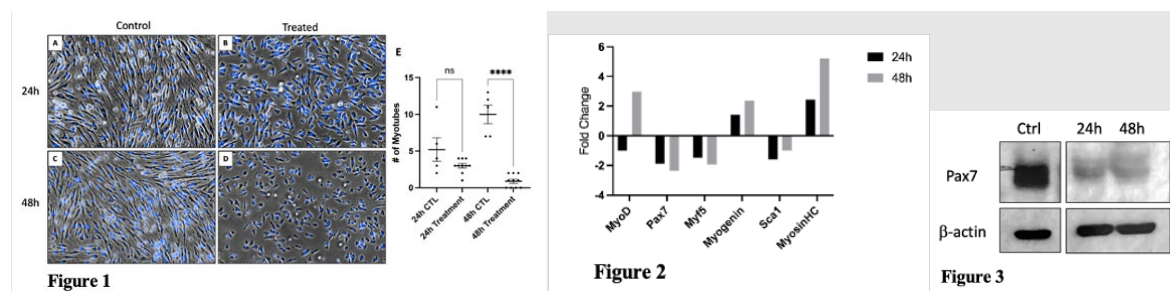 Control
Treated
24h
48h
A
B
C
D
E
ns
****
15
10
5
0
# of Myotubes
24h CTL
24h Treatment
48h CTL
48h Treatment
Figure 1
6
4
2
0
-2
-4
Fold Change
24h
48h
MyoD
Pax7
Myf5
Myogenin
Sca1
MyosinHC
Figure 2
Ctrl
24h
48h
Pax7
β-actin
Figure 3